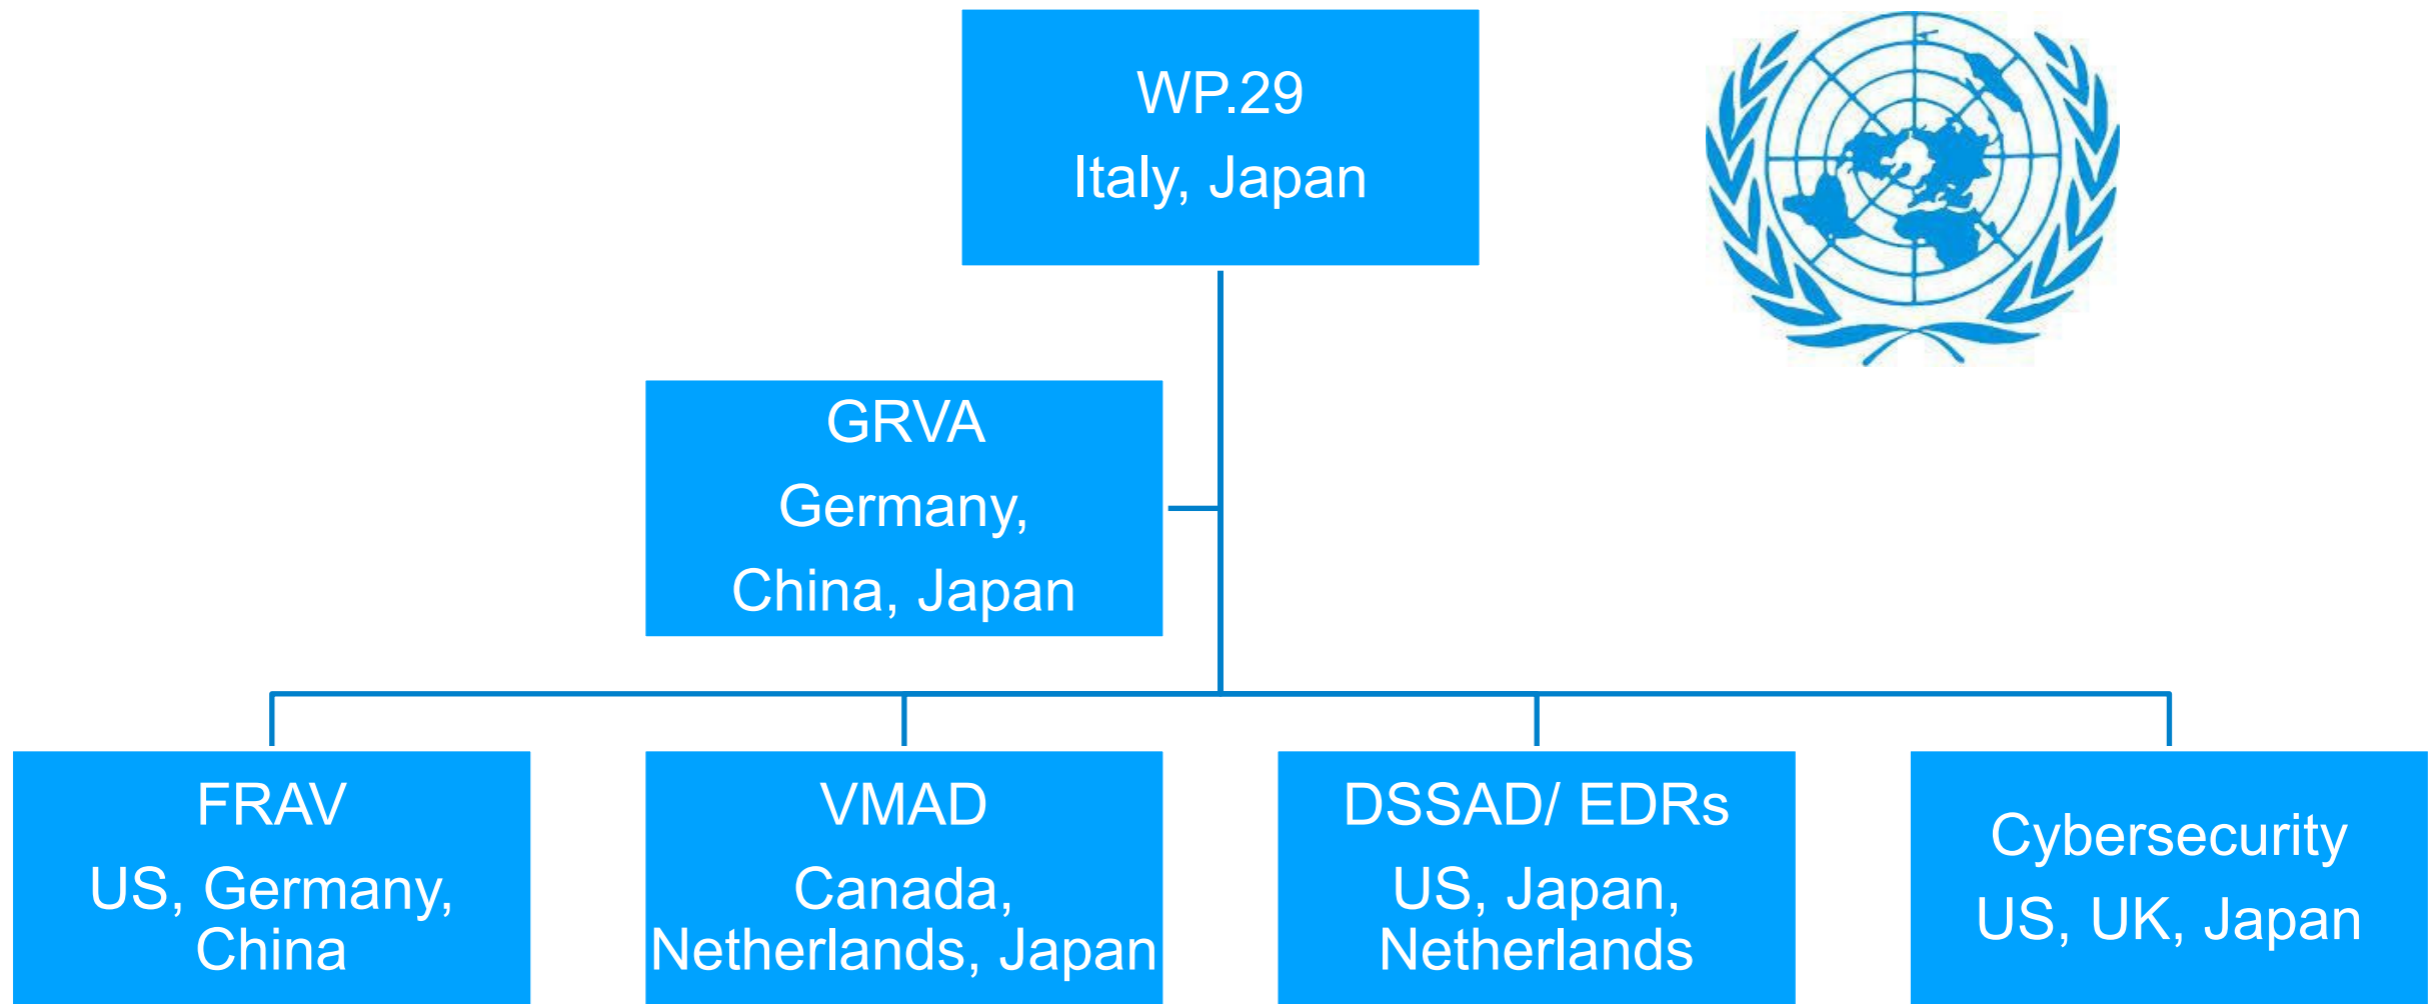 WP.29
Italy, Japan
GRVA
Germany,
China, Japan
FRAV
US, Germany,
China
VMAD
Canada,
Netherlands, Japan
DSSAD/ EDRs
US, Japan,
Netherlands
Cybersecurity
US, UK, Japan